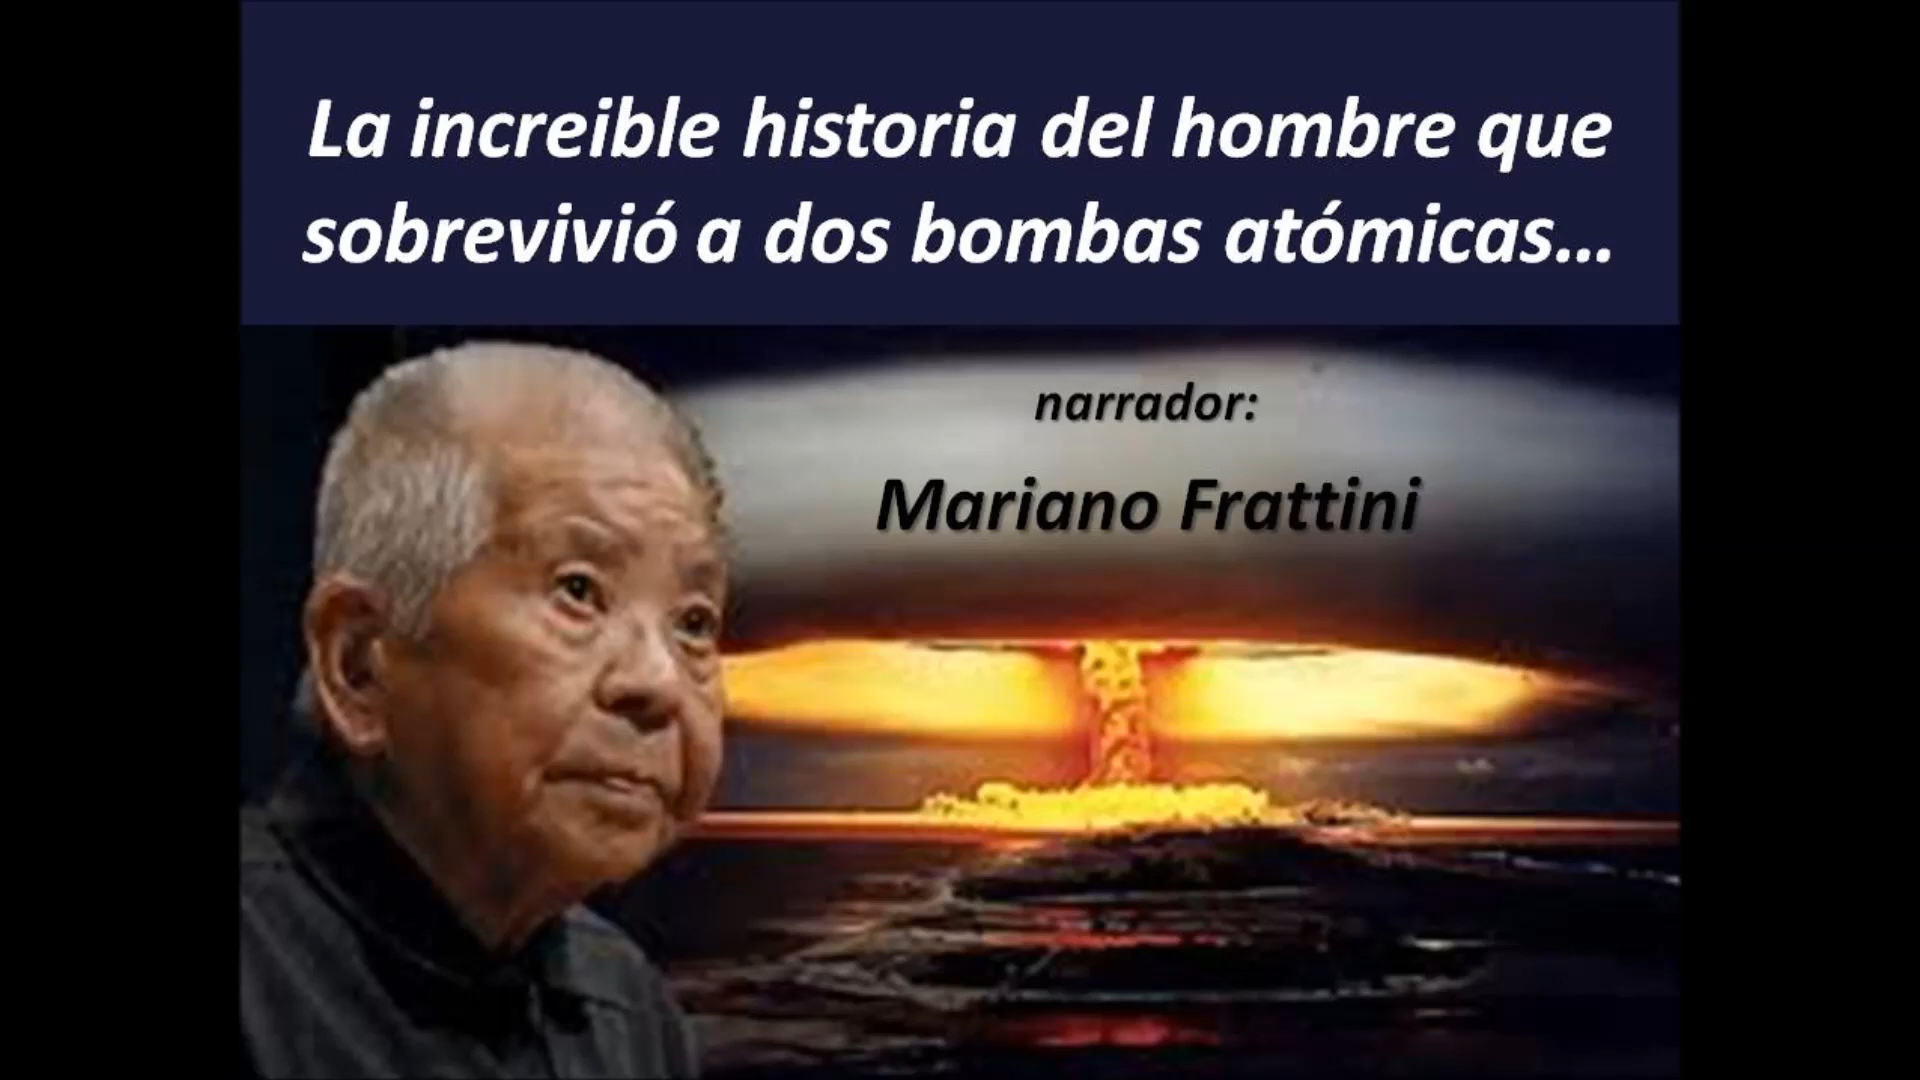 La increible historia del hombre que
sobrevivió a dos bombas atómicas...
narrador:
Mariano Frattini